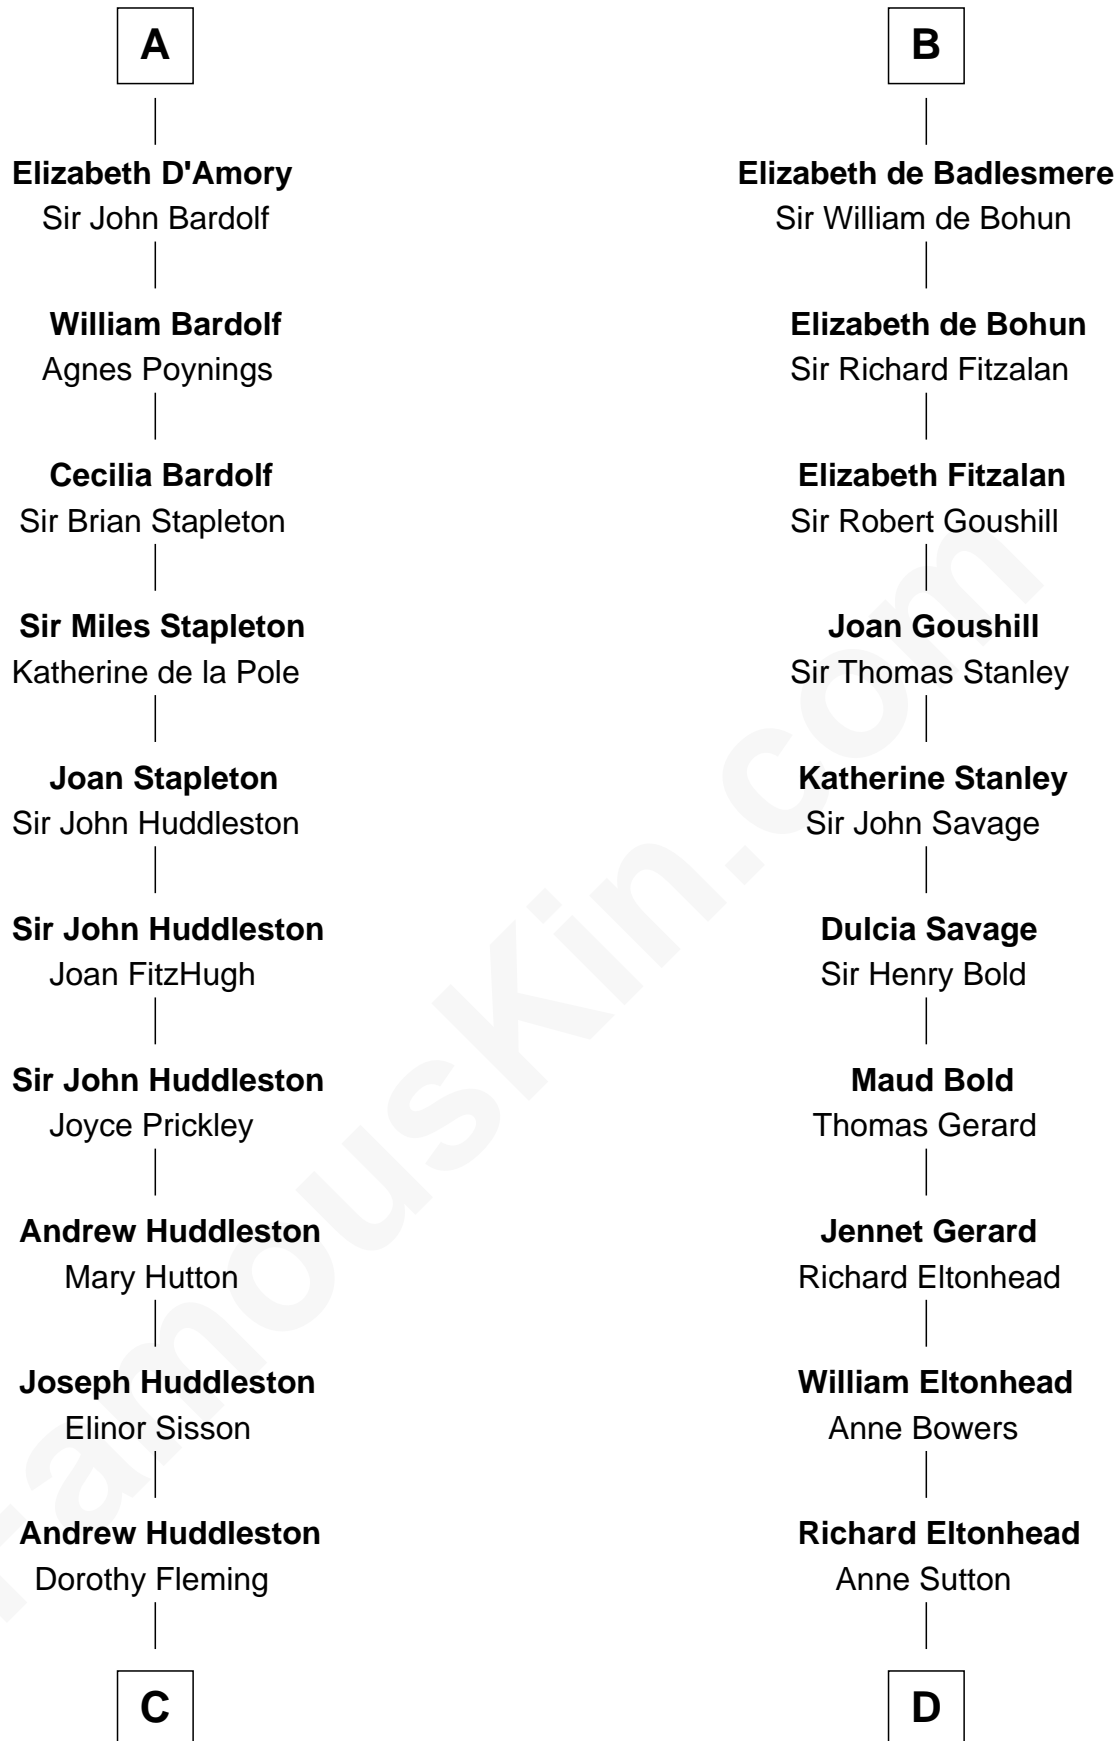 A
Elizabeth D'Amory
Sir John Bardolf
William Bardolf
Agnes Poynings
Cecilia Bardolf
Sir Brian Stapleton
Sir Miles Stapleton
Katherine de la Pole
Joan Stapleton
Sir John Huddleston
Sir John Huddleston
Joan FitzHugh
Sir John Huddleston
Joyce Prickley
Andrew Huddleston
Mary Hutton
Joseph Huddleston
Elinor Sisson
Andrew Huddleston
Dorothy Fleming
C
B
Elizabeth de Badlesmere
Sir William de Bohun
Elizabeth de Bohun
Sir Richard Fitzalan
Elizabeth Fitzalan
Sir Robert Goushill
Joan Goushill
Sir Thomas Stanley
Katherine Stanley
Sir John Savage
Dulcia Savage
Sir Henry Bold
Maud Bold
Thomas Gerard
Jennet Gerard
Richard Eltonhead
William Eltonhead
Anne Bowers
Richard Eltonhead
Anne Sutton
D
FamousKin.com